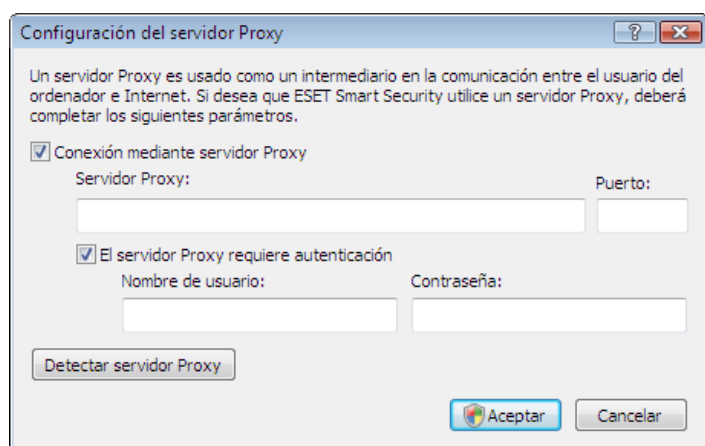 Configuración del servidor Proxy
Un servidor Proxy es usado como un intermediario en la comunicación entre el usuario del
ordenador e Internet. Si desea que ESET Smart Security utilice un servidor Proxy, deberá
completar los siguientes parámetros.
Conexión mediante servidor Proxy
Servidor Proxy:
Puerto:
El servidor Proxy requiere autenticación
Nombre de usuario:
Contraseña:
Detectar servidor Proxy
Aceptar
Cancelar